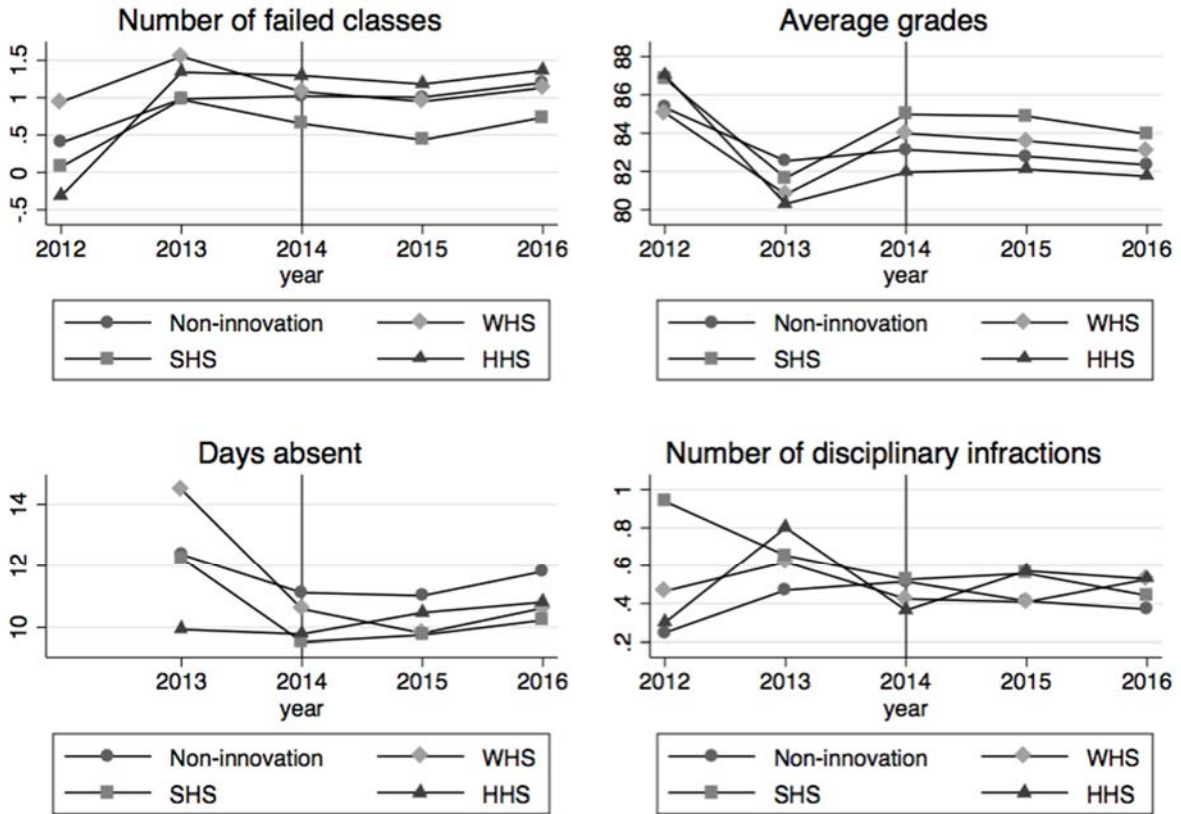 Number of failed classes
1.5
1
.5
0
-.5
2012 2013 2014 2015 2016
year
Non-innovation WHS
SHS HHS
Average grades
88
86
84
82
80
2012 2013 2014 2015 2016
year
Non-innovation WHS
SHS HHS
Days absent
14
12
10
2013 2014 2015 2016
year
Non-innovation WHS
SHS HHS
Number of disciplinary infractions
1
.8
.6
.4
.2
2012 2013 2014 2015 2016
year
Non-innovation WHS
SHS HHS